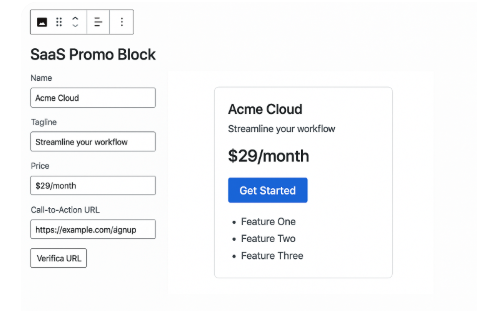 SaaS Promo Block
Name
Acme Cloud
Tagline
Streamline your workflow
Price
$29/month
Call-to-Action URL
https://example.com/signup
Verifica URL
Acme Cloud
Streamline your workflow
$29/month
Get Started
• Feature One
• Feature Two
• Feature Three